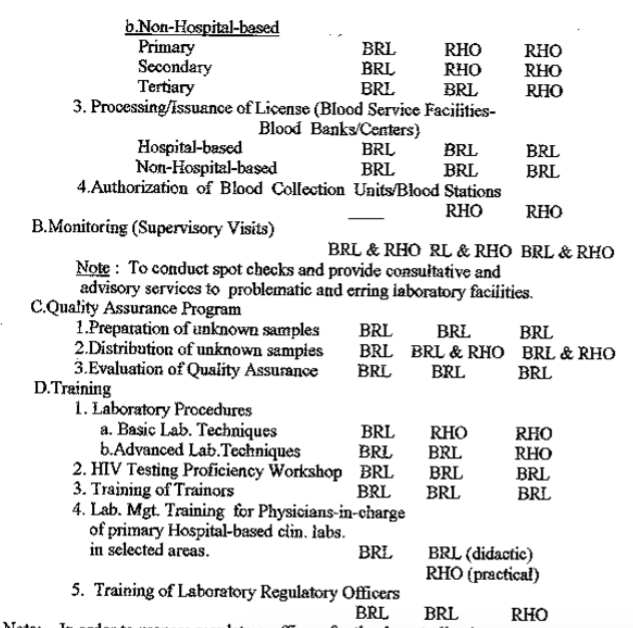 b.Non-Hospital-based
Primary BRL RHO RHO
Secondary BRL RHO RHO
Tertiary BRL BRL RHO
3. Processing/Issuance of License (Blood Service Facilities-
Blood Banks/Centers)
Hospital-based BRL BRL BRL
Non-Hospital-based BRL BRL BRL
4.Authorization of Blood Collection Units/Blood Stations
___ RHO RHO
B.Monitoring (Supervisory Visits)
BRL & RHO RL & RHO BRL & RHO
Note : To conduct spot checks and provide consultative and
advisory services to problematic and erring laboratory facilities.
C.Quality Assurance Program
1.Preparation of unknown samples BRL BRL BRL
2.Distribution of unknown samples BRL BRL & RHO BRL & RHO
3.Evaluation of Quality Assurance BRL BRL BRL
D.Training
1. Laboratory Procedures
a. Basic Lab. Techniques BRL RHO RHO
b.Advanced Lab.Techniques BRL BRL RHO
2. HIV Testing Proficiency Workshop BRL BRL BRL
3. Training of Trainors BRL BRL BRL
4. Lab. Mgt. Training for Physicians-in-charge
of primary Hospital-based clin. labs.
in selected areas. BRL BRL (didactic)
RHO (practical)
5. Training of Laboratory Regulatory Officers
BRL BRL RHO